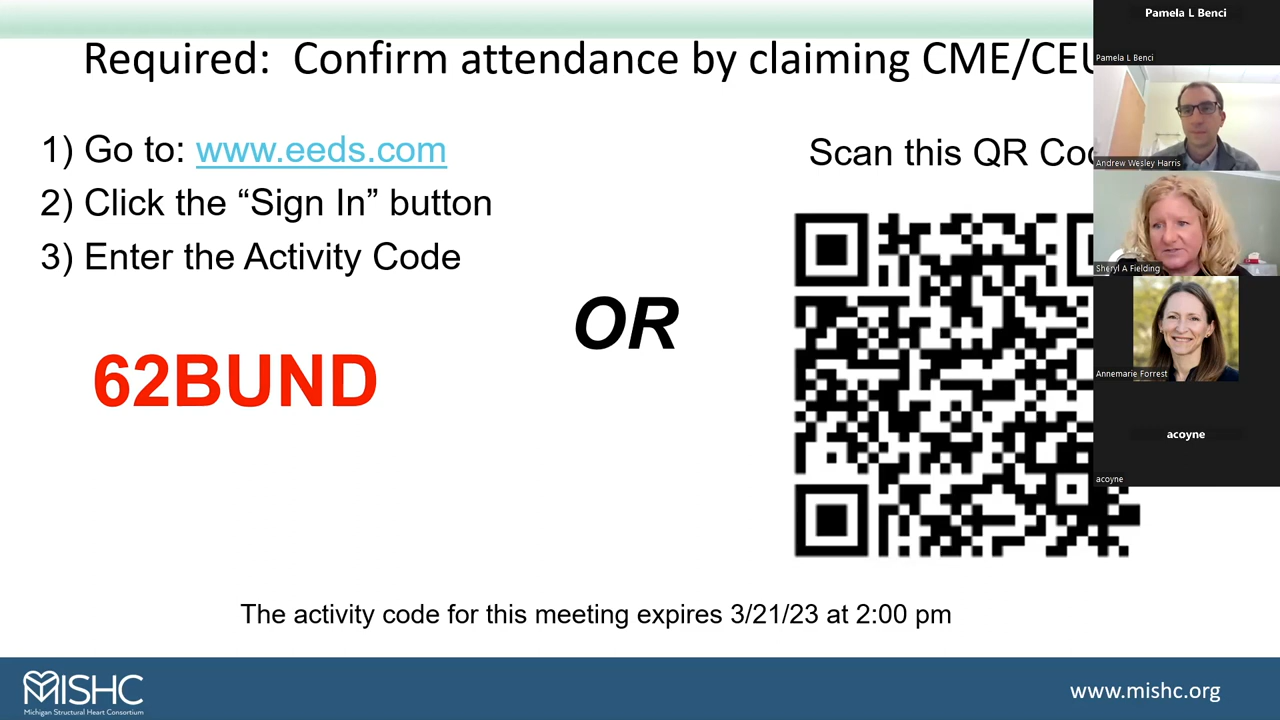 Required:  Confirm attendance by claiming CME/CEU
1) Go to: www.eeds.com
2) Click the “Sign In” button
3) Enter the Activity Code
62BUND
OR
Scan this QR Coc
The activity code for this meeting expires 3/21/23 at 2:00 pm
MISHC
Michigan Structural Heart Consortium
www.mishc.org
Pamela L Benci
Pamela L Benci
Andrew Wesley Harris
Sheryl A Fielding
Annemarie Forrest
acoyne
acoyne